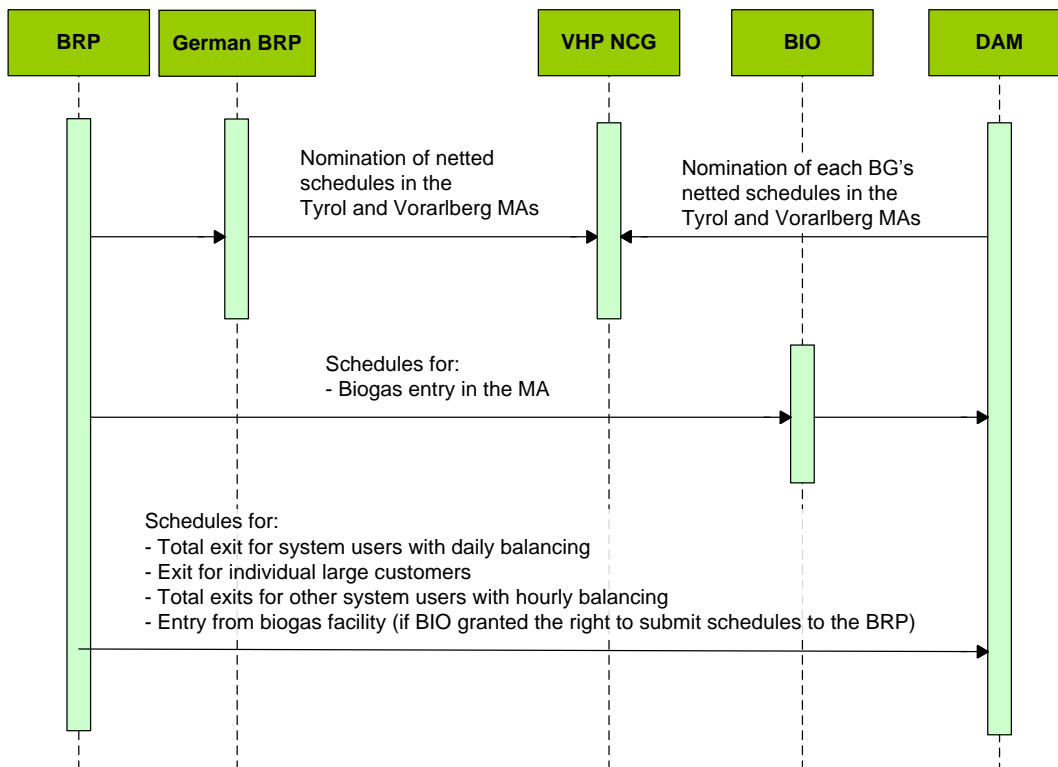 BRP
German BRP
VHP NCG
BIO
DAM
Nomination of netted
schedules in the
Tyrol and Vorarlberg MAs
Nomination of each BG’s
netted schedules in the
Tyrol and Vorarlberg MAs
Schedules for:
- Biogas entry in the MA
Schedules for:
- Total exit for system users with daily balancing
- Exit for individual large customers
- Total exits for other system users with hourly balancing
- Entry from biogas facility (if BIO granted the right to submit schedules to the BRP)